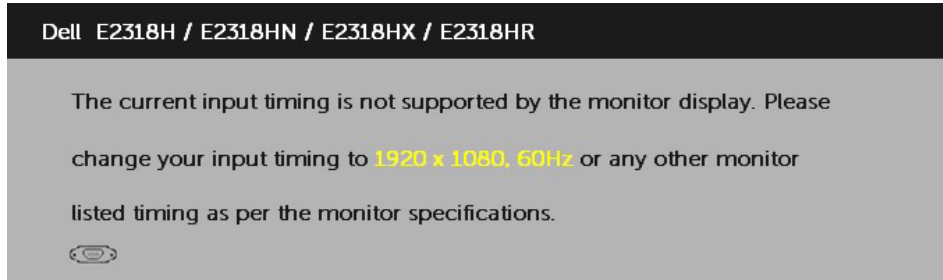 Dell E2318H / E2318HN / E2318HX / E2318HR
The current input timing is not supported by the monitor display. Please
change your input timing to 1920 x 1080, 60Hz or any other monitor
listed timing as per the monitor specifications.